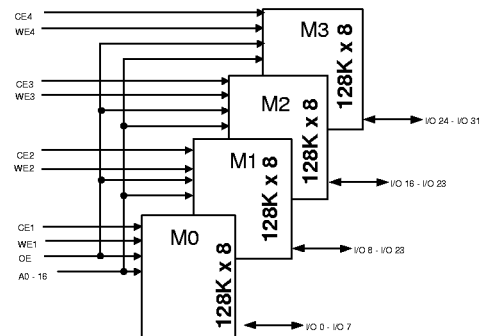 CE4
WE4
M3
128K x 8
I/O 24 - I/O 31
CE3
WE3
M2
128K x 8
I/O 16 - I/O 23
CE2
WE2
M1
128K x 8
I/O 8 - I/O 23
CE1
WE1
OE
A0 - 16
M0
128K x 8
I/O 0 - I/O 7